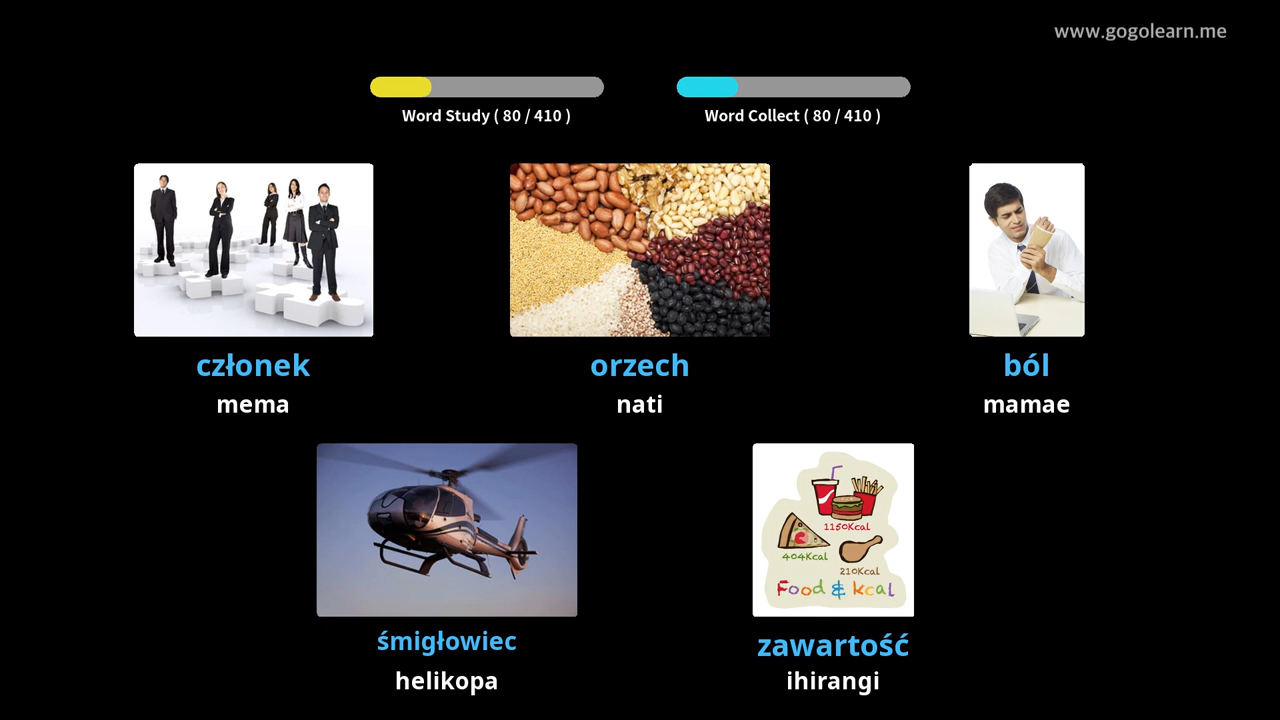 www.gogolearn.me
Word Study ( 80 / 410 )
Word Collect ( 80 / 410 )
członek
mema
orzech
nati
ból
mamae
śmigłowiec
helikopa
1150Kcal
404Kcal
210Kcal
Food & kcal
zawartość
ihirangi